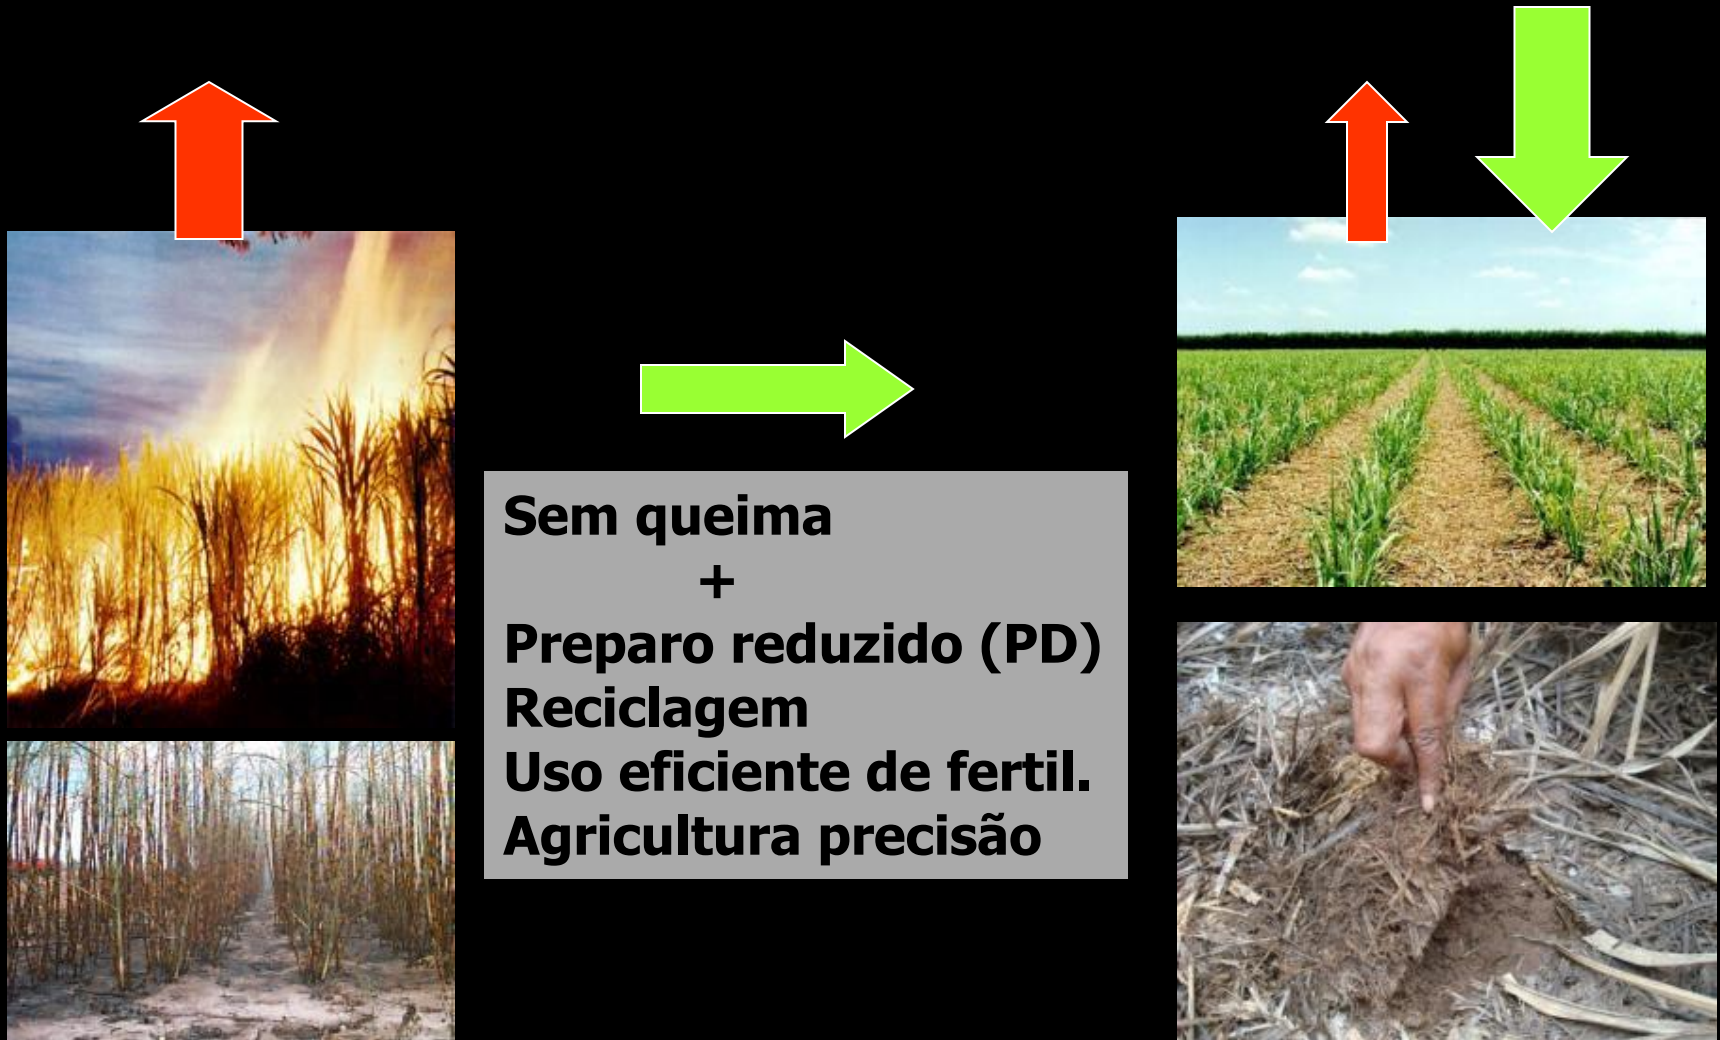 Sem queima
+
Preparo reduzido (PD)
Reciclagem
Uso eficiente de fertil.
Agricultura precisão